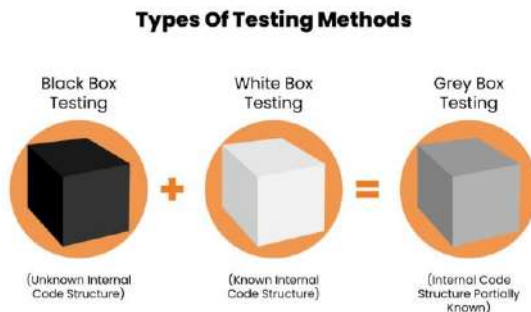 Types Of Testing Methods
Black Box
Testing
White Box
Testing
Grey Box
Testing
+
=
(Unknown Internal
Code Structure)
(Known Internal
Code Structure)
(Internal Code
Structure Partially
Known)